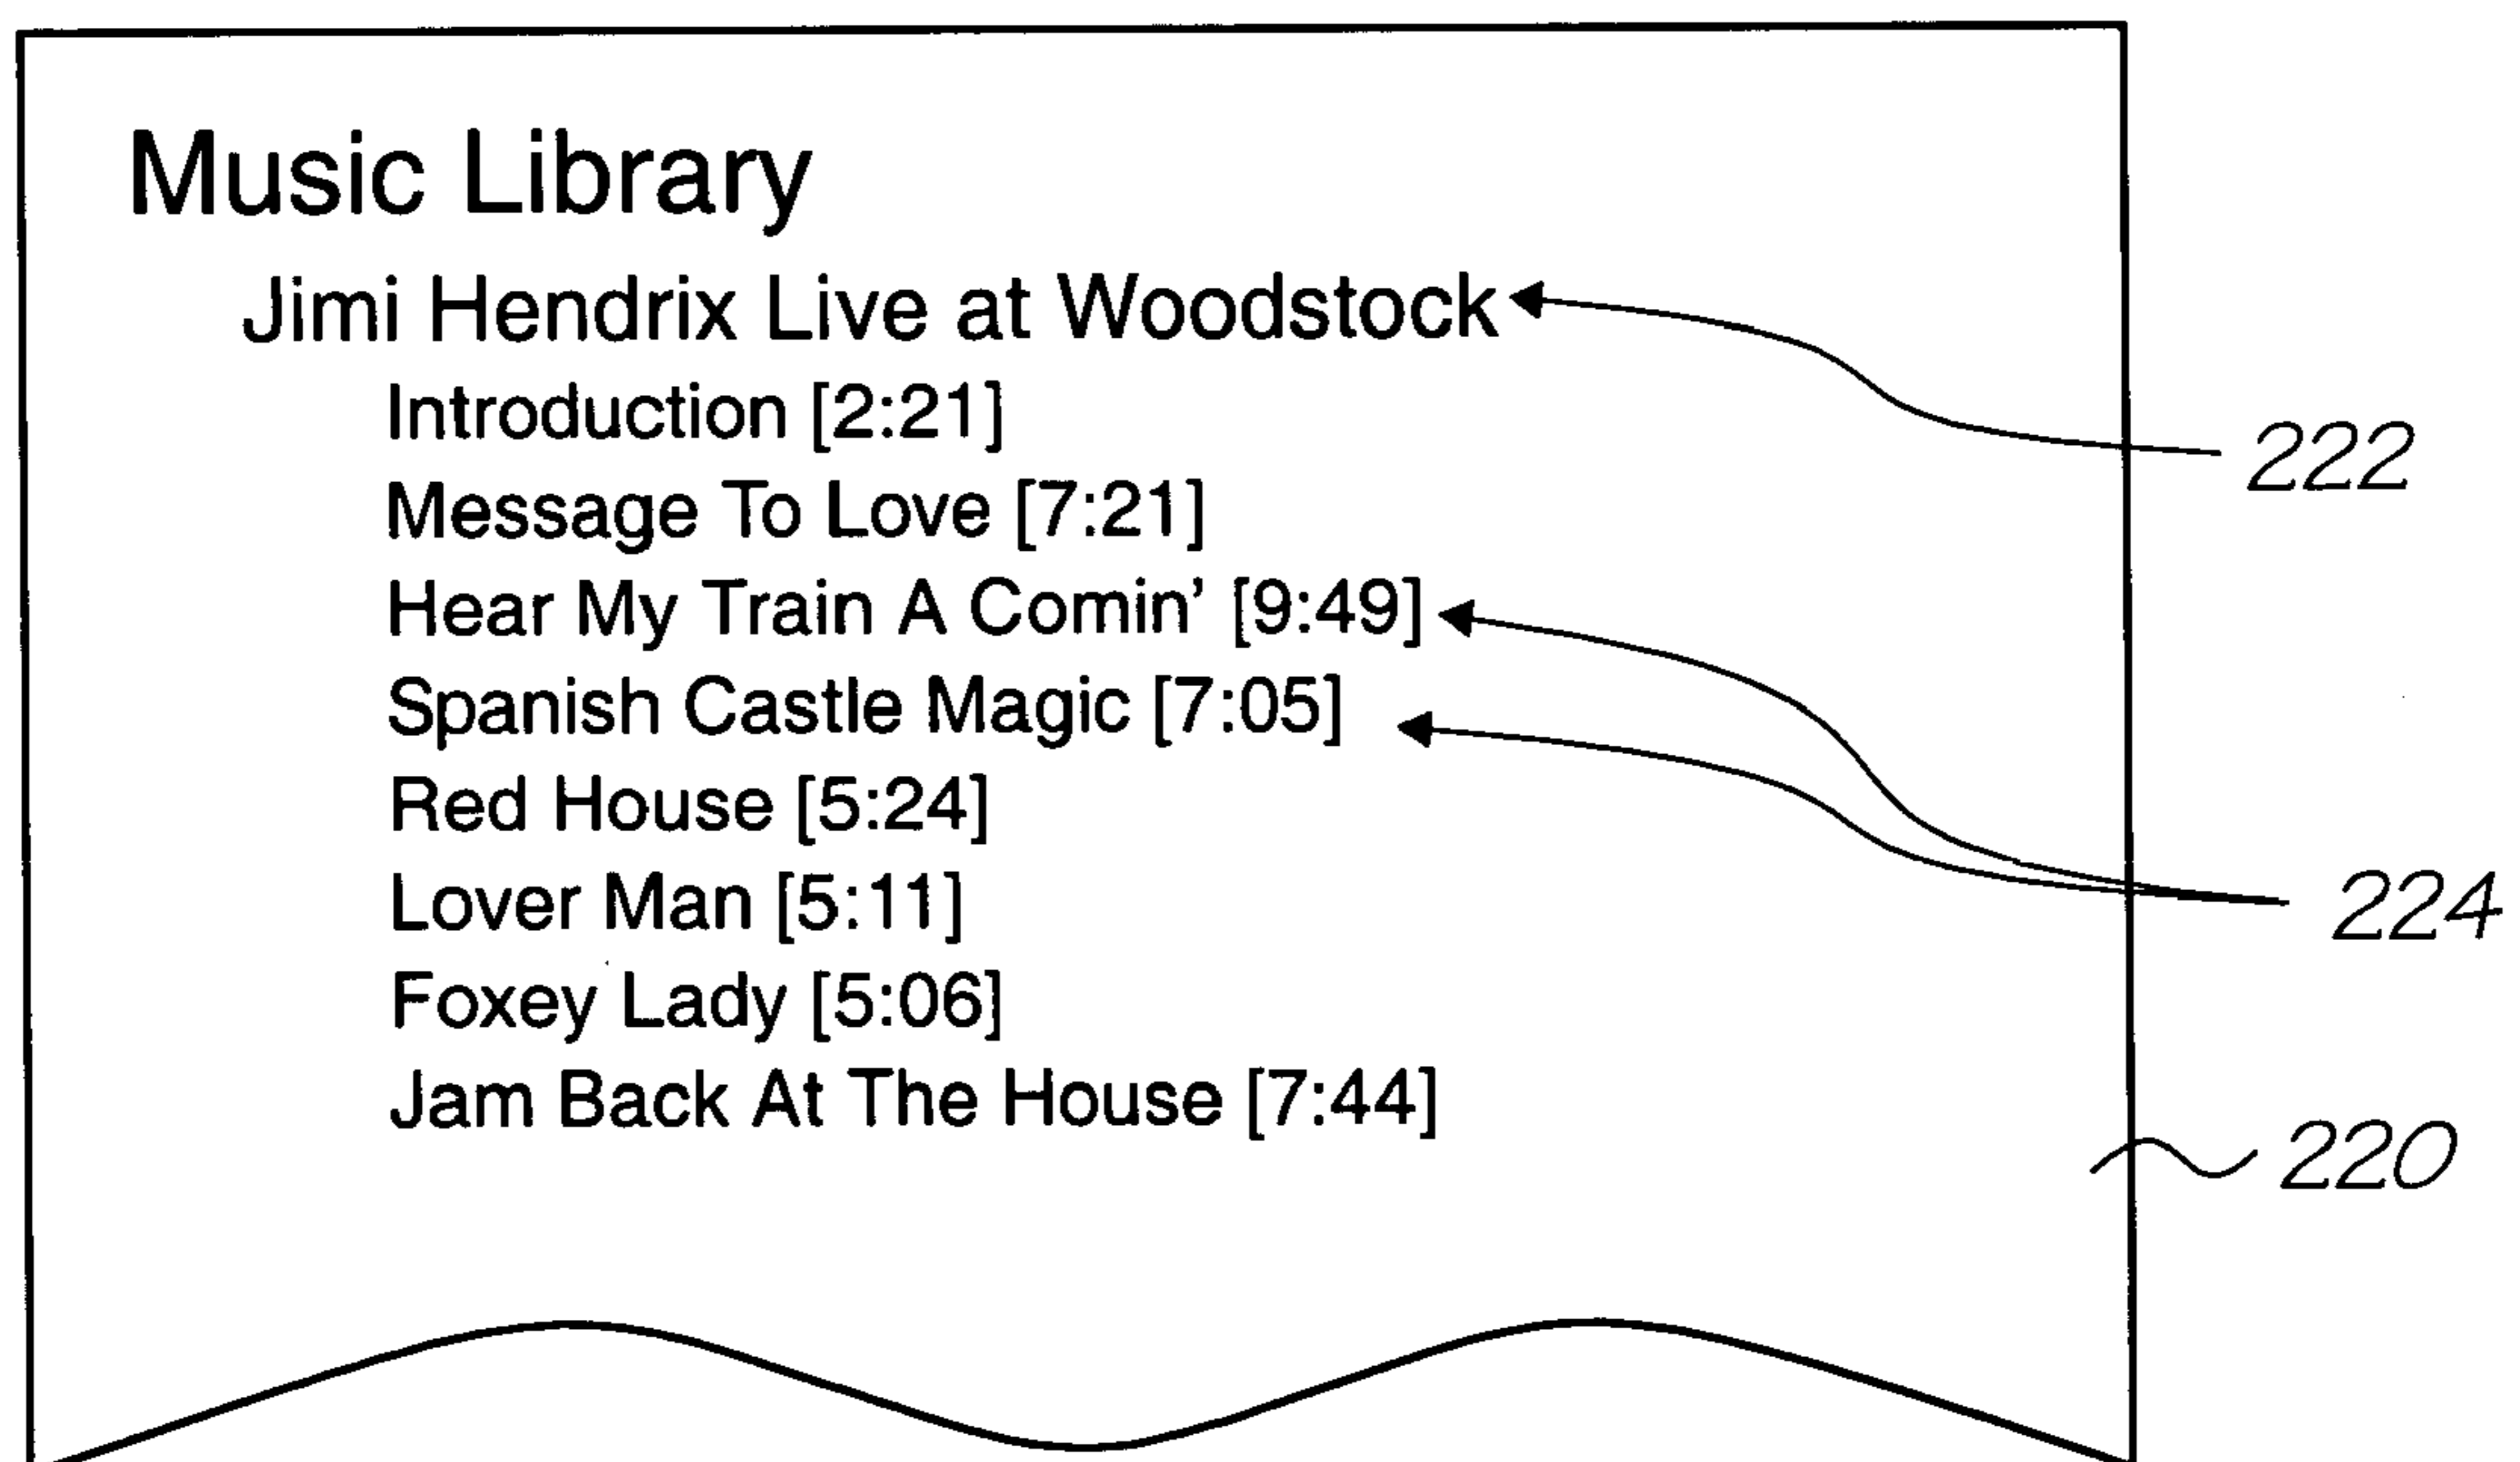 Music Library
Jimi Hendrix Live at Woodstock
Introduction [2:21]
222
Message To Love [7:21]
Hear My Train A Comin' [9:49]
Spanish Castle Magic [7:05]
Red House [5:24]
Lover Man [5:11]
224
Foxey Lady [5:06]
Jam Back At The House [7:44]
220